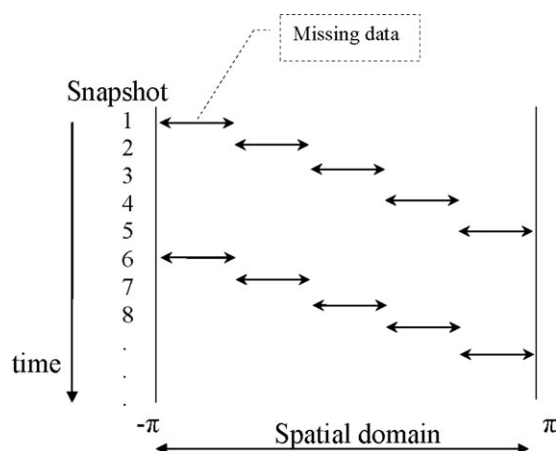 Missing data
Snapshot
1
2
3
4
5
6
7
8
.
time
.
.
-π
π
Spatial domain